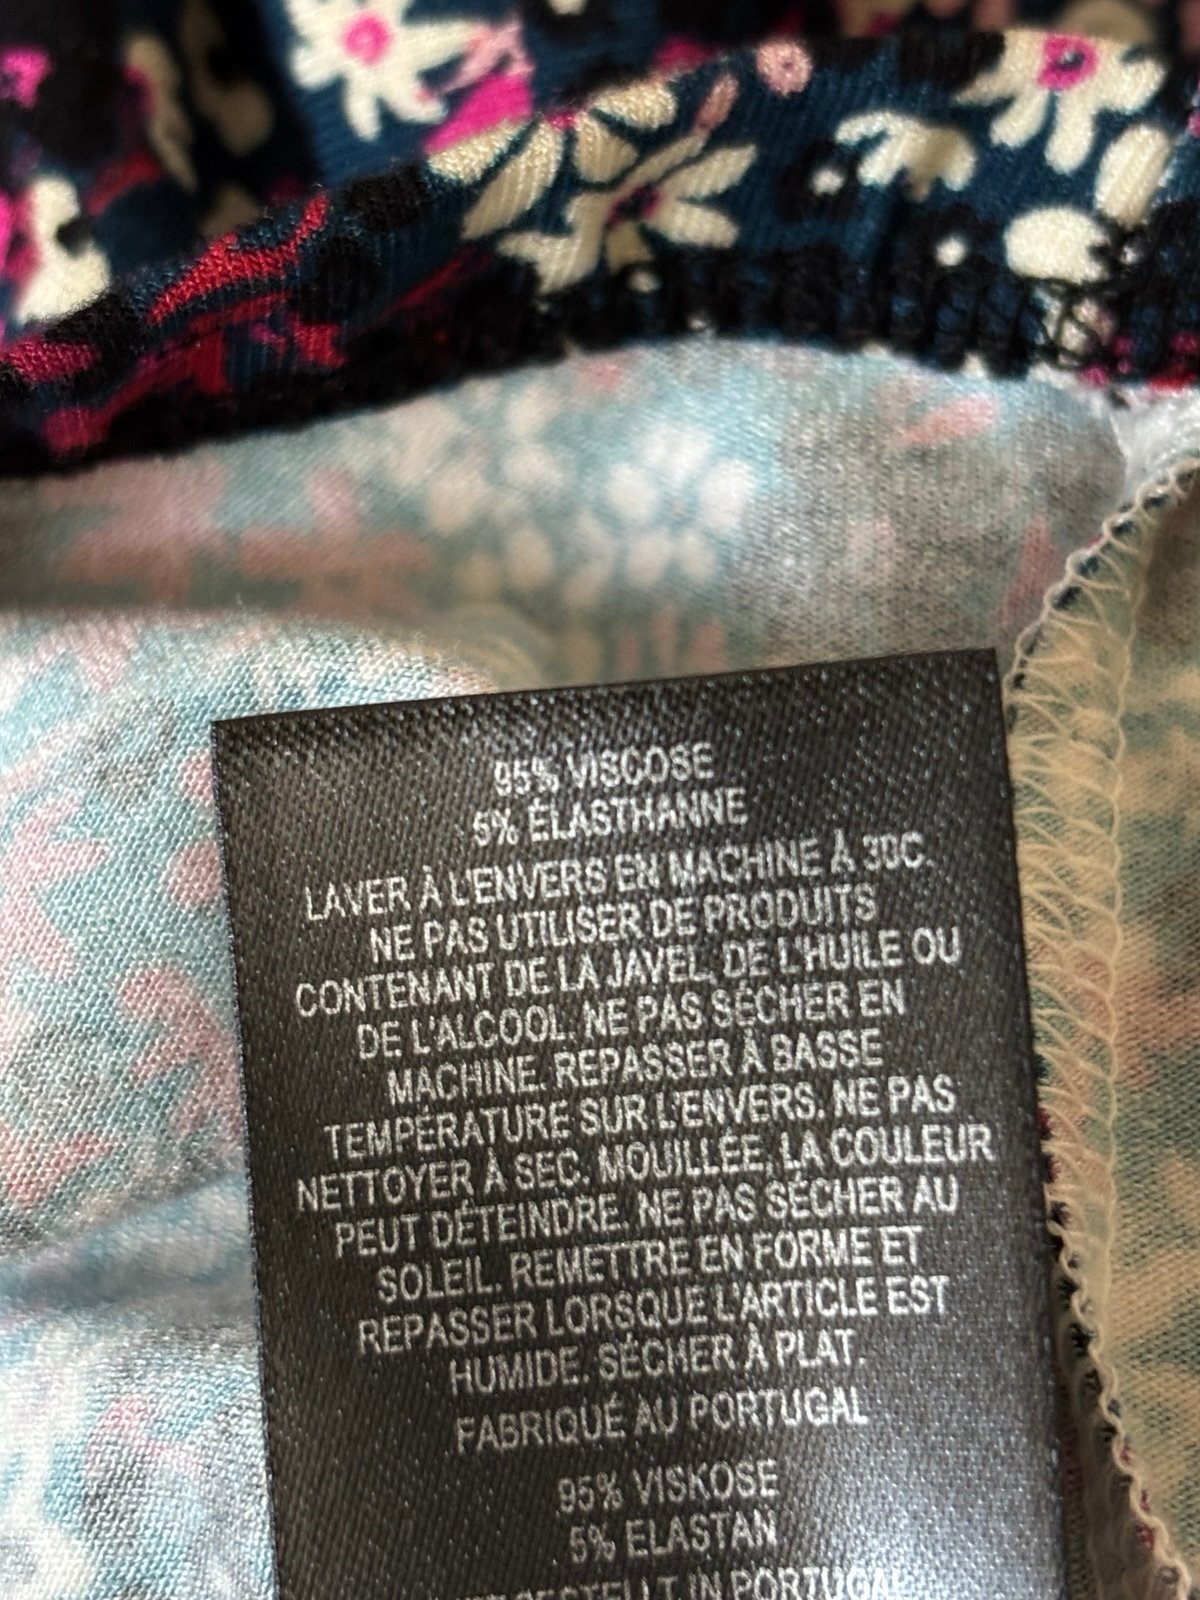 95% VISCOSE
5% ÉLASTHANNE
LAVER À L'ENVERS EN MACHINE À 30C.
NE PAS UTILISER DE PRODUITS
CONTENANT DE LA JAVEL, DE L'HUILE OU
DE L'ALCOOL. NE PAS SÉCHER EN
MACHINE. REPASSER À BASSE
TEMPÉRATURE SUR L'ENVERS. NE PAS
NETTOYER À SEC. MOUILLÉE, LA COULEUR
PEUT DÉTEINDRE. NE PAS SÉCHER AU
SOLEIL. REMETTRE EN FORME ET
REPASSER LORSQUE L'ARTICLE EST
HUMIDE. SÉCHER À PLAT.
FABRIQUÉ AU PORTUGAL
95% VISKOSE
5% ELASTAN
IN PORTUGAL